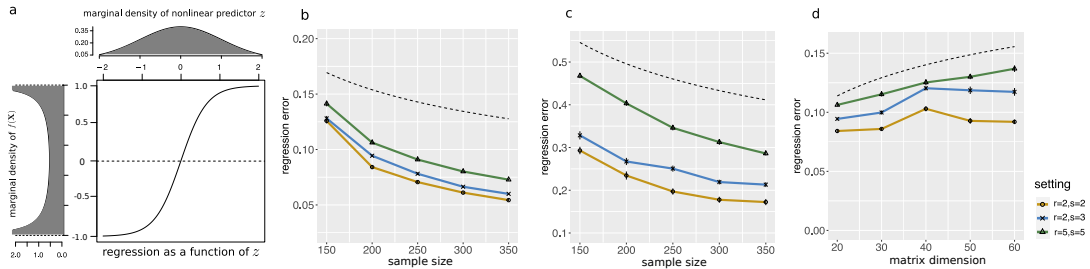 a
marginal density of nonlinear predictor z
0.35
0.25
0.15
0.05
−2
−1
0
1
2
marginal density of f(X)
1.0
0.5
0
-0.5
-1.0
2.0
1.0
0.0
regression as a function of z
b
regression error
0.20
0.15
0.10
0.05
150
200
250
300
350
sample size
c
regression error
0.5
0.4
0.3
0.2
0.1
150
200
250
300
350
sample size
d
regression error
0.15
0.10
0.05
0.00
20
30
40
50
60
matrix dimension
setting
r=2,s=2
r=2,s=3
r=5,s=5